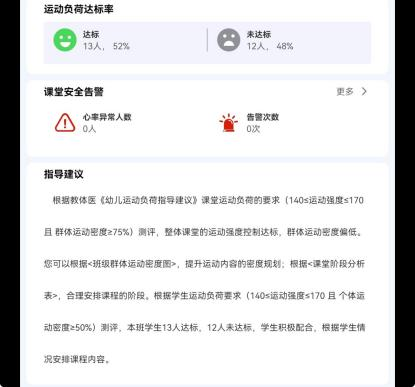 运动负荷达标率
达标
13人， 52%
未达标
12人， 48%
课堂安全告警
更多
心率异常人数
0人
告警次数
0次
指导建议
根据教体医《幼儿运动负荷指导建议》课堂运动负荷的要求（140≤运动强度≤170
且 群体运动密度≥75%）测评，整体课堂的运动强度控制达标，群体运动密度偏低。
您可以根据<班级群体运动密度图>，提升运动内容的密度规划；根据<课堂阶段分析
表>，合理安排课程的阶段。根据学生运动负荷要求（140≤运动强度≤170 且 个体运
动密度≥50%）测评，本班学生13人达标，12人未达标，学生积极配合，根据学生情
况安排课程内容。